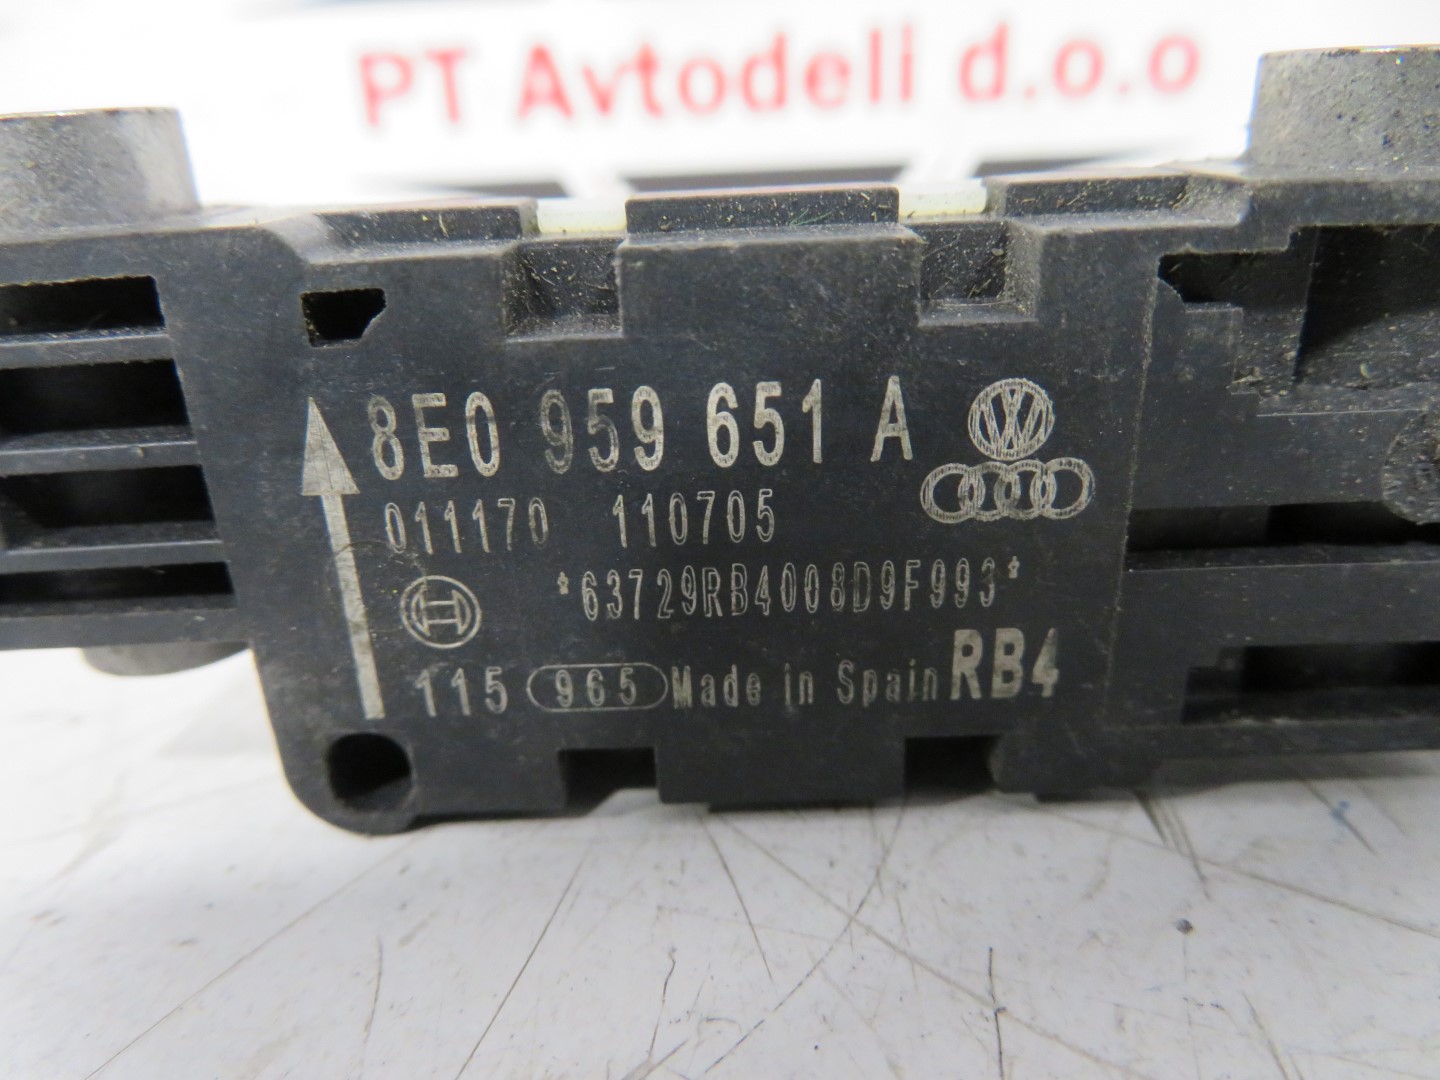 PT Avtodeli d.o.o
8E0 959 651 A
011170 110705
*63729RB4008D9F993*
115 965 Made in Spain RB4